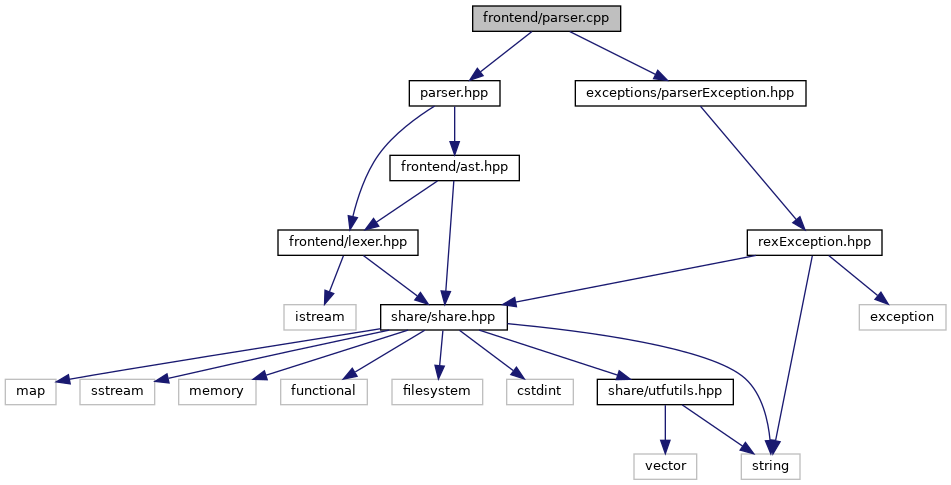 frontend/parser.cpp
parser.hpp
exceptions/parserException.hpp
frontend/ast.hpp
frontend/lexer.hpp
rexException.hpp
istream
share/share.hpp
exception
map
sstream
memory
functional
filesystem
cstdint
share/utfutils.hpp
vector
string